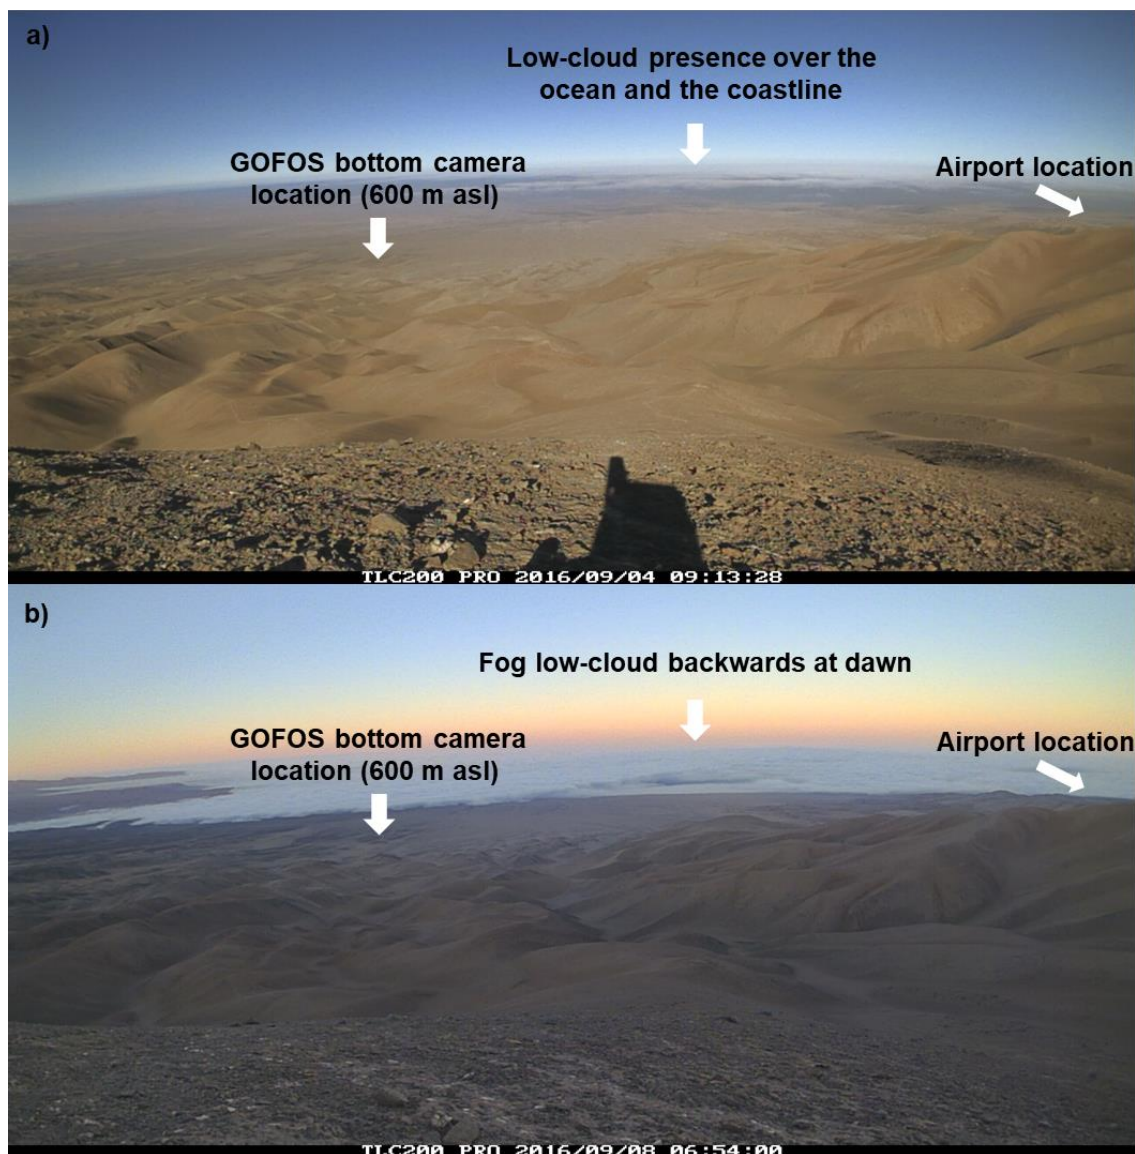 a)
Low-cloud presence over the
ocean and the coastline
GOFOS bottom camera
location (600 m asl)
Airport location
TLC200 PRO 2016/09/04 09:13:28
b)
Fog low-cloud backwards at dawn
GOFOS bottom camera
location (600 m asl)
Airport location
TLC200 PRO 2016/09/08 06:54:00